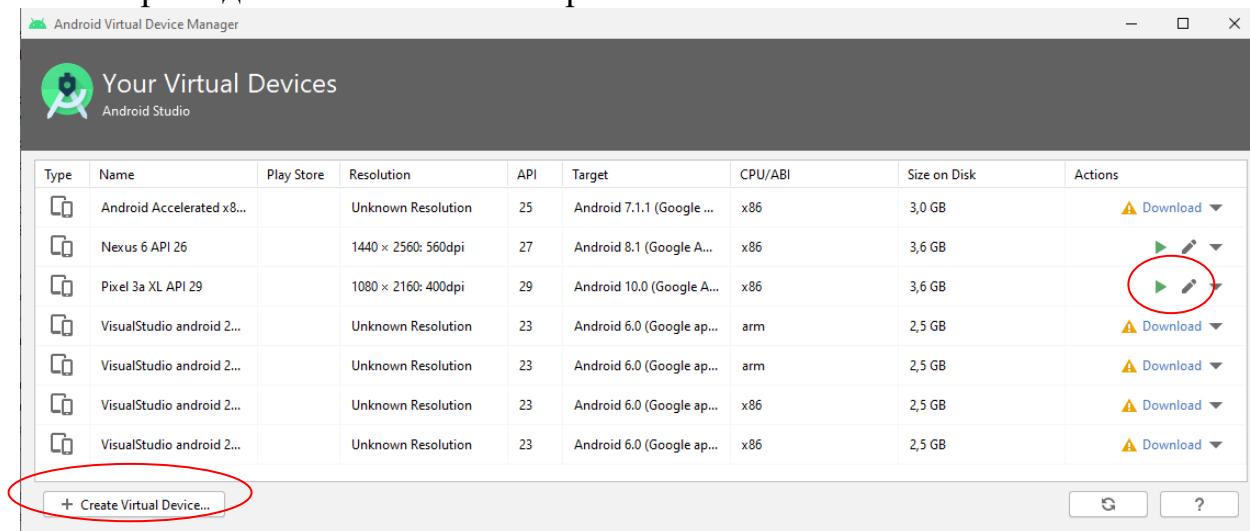 Android Virtual Device Manager
Your Virtual Devices
Android Studio
Type Name Play Store Resolution API Target CPU/ABI Size on Disk Actions
Android Accelerated x8... Unknown Resolution 25 Android 7.1.1 (Google ... x86 3,0 GB Download
Nexus 6 API 26 1440 × 2560: 560dpi 27 Android 8.1 (Google A... x86 3,6 GB
Pixel 3a XL API 29 1080 × 2160: 400dpi 29 Android 10.0 (Google A... x86 3,6 GB
VisualStudio android 2... Unknown Resolution 23 Android 6.0 (Google ap... arm 2,5 GB Download
VisualStudio android 2... Unknown Resolution 23 Android 6.0 (Google ap... arm 2,5 GB Download
VisualStudio android 2... Unknown Resolution 23 Android 6.0 (Google ap... x86 2,5 GB Download
VisualStudio android 2... Unknown Resolution 23 Android 6.0 (Google ap... x86 2,5 GB Download
+ Create Virtual Device... ?